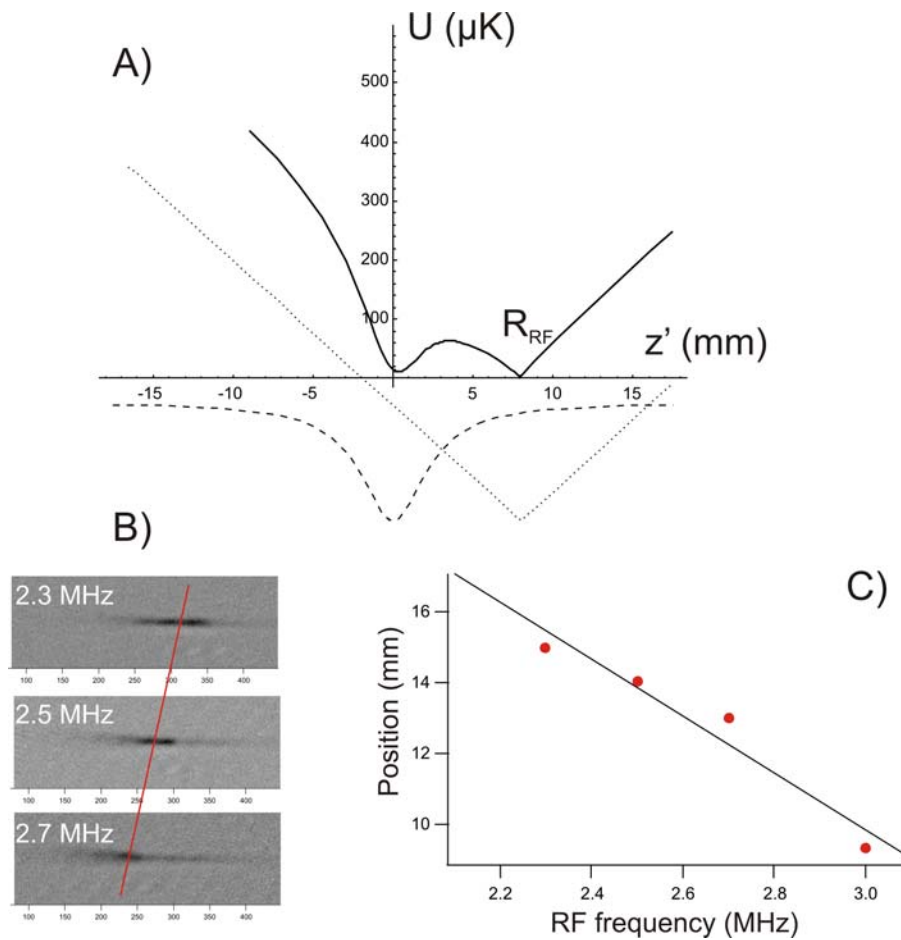 U (µK)
A)
500
400
300
200
100
R_RF
z' (mm)
-15 -10 -5 0 5 10 15
B)
2.3 MHz
100 150 200 250 300 350 400
2.5 MHz
100 150 200 250 300 350 400
2.7 MHz
100 150 200 250 300 350 400
C)
Position (mm)
16
14
12
10
2.2 2.4 2.6 2.8 3.0
RF frequency (MHz)